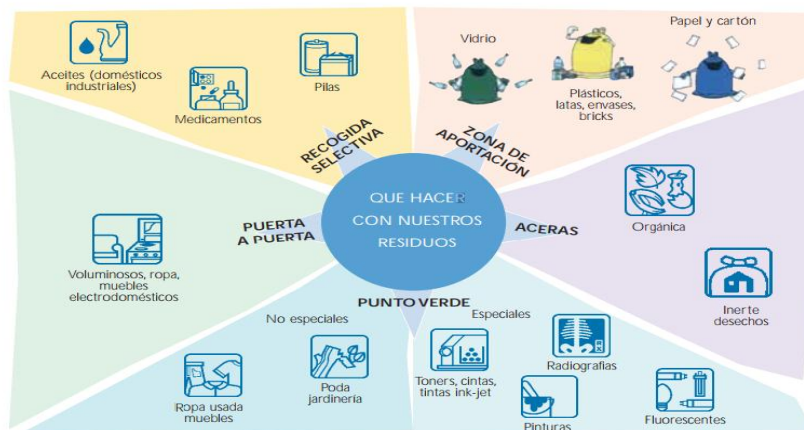 Aceites (domésticos
industriales)
Medicamentos
Pilas
RECOGIDA
SELECTIVA
Vidrio
Plásticos,
latas, envases,
bricks
Papel y cartón
ZONA DE
APORTACIÓN
QUE HACER
CON NUESTROS
RESIDUOS
PUERTA
A PUERTA
Voluminosos, ropa,
muebles
electrodomésticos
ACERAS
Orgánica
Inerte
desechos
PUNTO VERDE
No especiales
Ropa usada
muebles
Poda
jardinería
Especiales
Toners, cintas,
tintas ink-jet
Radiografias
Pinturas
Fluorescentes